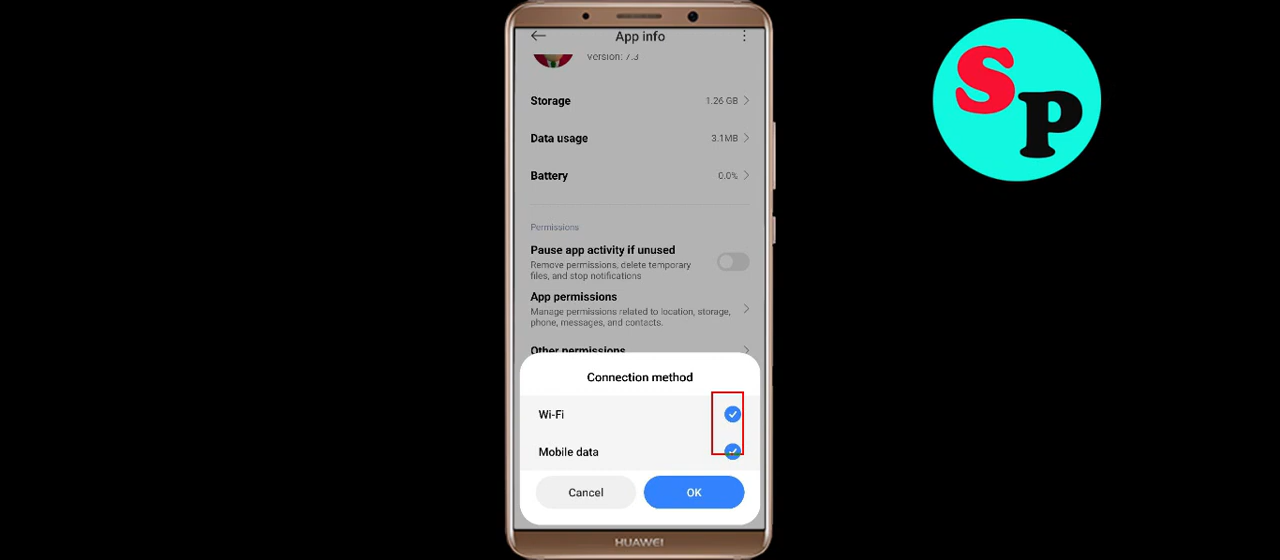 App info
Version: 7.3
Storage 1.26 GB
Data usage 3.1MB
Battery 0.0%
Permissions
Pause app activity if unused
Remove permissions, delete temporary
files, and stop notifications
App permissions
Manage permissions related to location, storage,
phone, messages, and contacts.
Other permissions
Connection method
Wi-Fi
Mobile data
Cancel OK
HUAWEI
SP